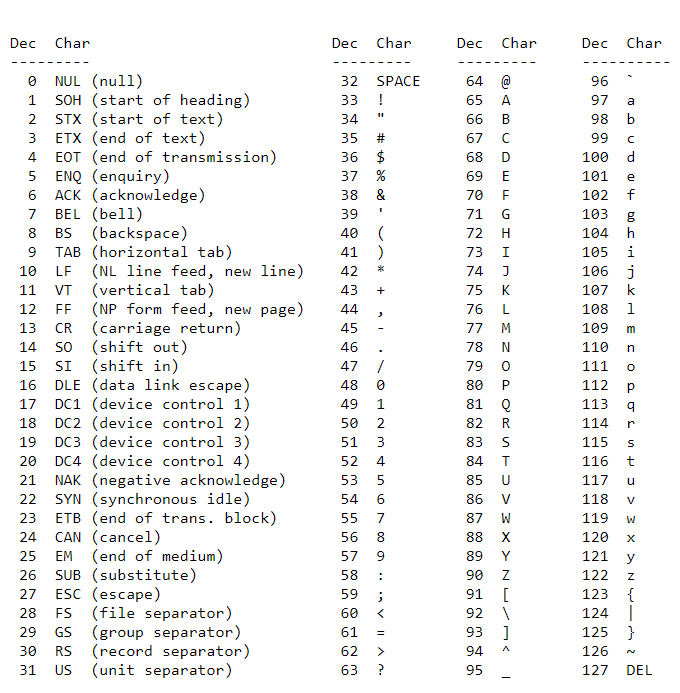 Dec  Char                           Dec  Char     Dec  Char     Dec  Char
---------                           ---------     ---------     ----------
  0  NUL (null)                      32  SPACE     64  @         96  `
  1  SOH (start of heading)          33  !         65  A         97  a
  2  STX (start of text)             34  "         66  B         98  b
  3  ETX (end of text)               35  #         67  C         99  c
  4  EOT (end of transmission)       36  $         68  D        100  d
  5  ENQ (enquiry)                   37  %         69  E        101  e
  6  ACK (acknowledge)               38  &         70  F        102  f
  7  BEL (bell)                      39  '         71  G        103  g
  8  BS  (backspace)                 40  (         72  H        104  h
  9  TAB (horizontal tab)            41  )         73  I        105  i
 10  LF  (NL line feed, new line)    42  *         74  J        106  j
 11  VT  (vertical tab)              43  +         75  K        107  k
 12  FF  (NP form feed, new page)    44  ,         76  L        108  l
 13  CR  (carriage return)           45  -         77  M        109  m
 14  SO  (shift out)                 46  .         78  N        110  n
 15  SI  (shift in)                  47  /         79  O        111  o
 16  DLE (data link escape)          48  0         80  P        112  p
 17  DC1 (device control 1)          49  1         81  Q        113  q
 18  DC2 (device control 2)          50  2         82  R        114  r
 19  DC3 (device control 3)          51  3         83  S        115  s
 20  DC4 (device control 4)          52  4         84  T        116  t
 21  NAK (negative acknowledge)      53  5         85  U        117  u
 22  SYN (synchronous idle)          54  6         86  V        118  v
 23  ETB (end of trans. block)       55  7         87  W        119  w
 24  CAN (cancel)                    56  8         88  X        120  x
 25  EM  (end of medium)             57  9         89  Y        121  y
 26  SUB (substitute)                58  :         90  Z        122  z
 27  ESC (escape)                    59  ;         91  [        123  {
 28  FS  (file separator)            60  <         92  \        124  |
 29  GS  (group separator)           61  =         93  ]        125  }
 30  RS  (record separator)          62  >         94  ^        126  ~
 31  US  (unit separator)            63  ?         95  _        127  DEL